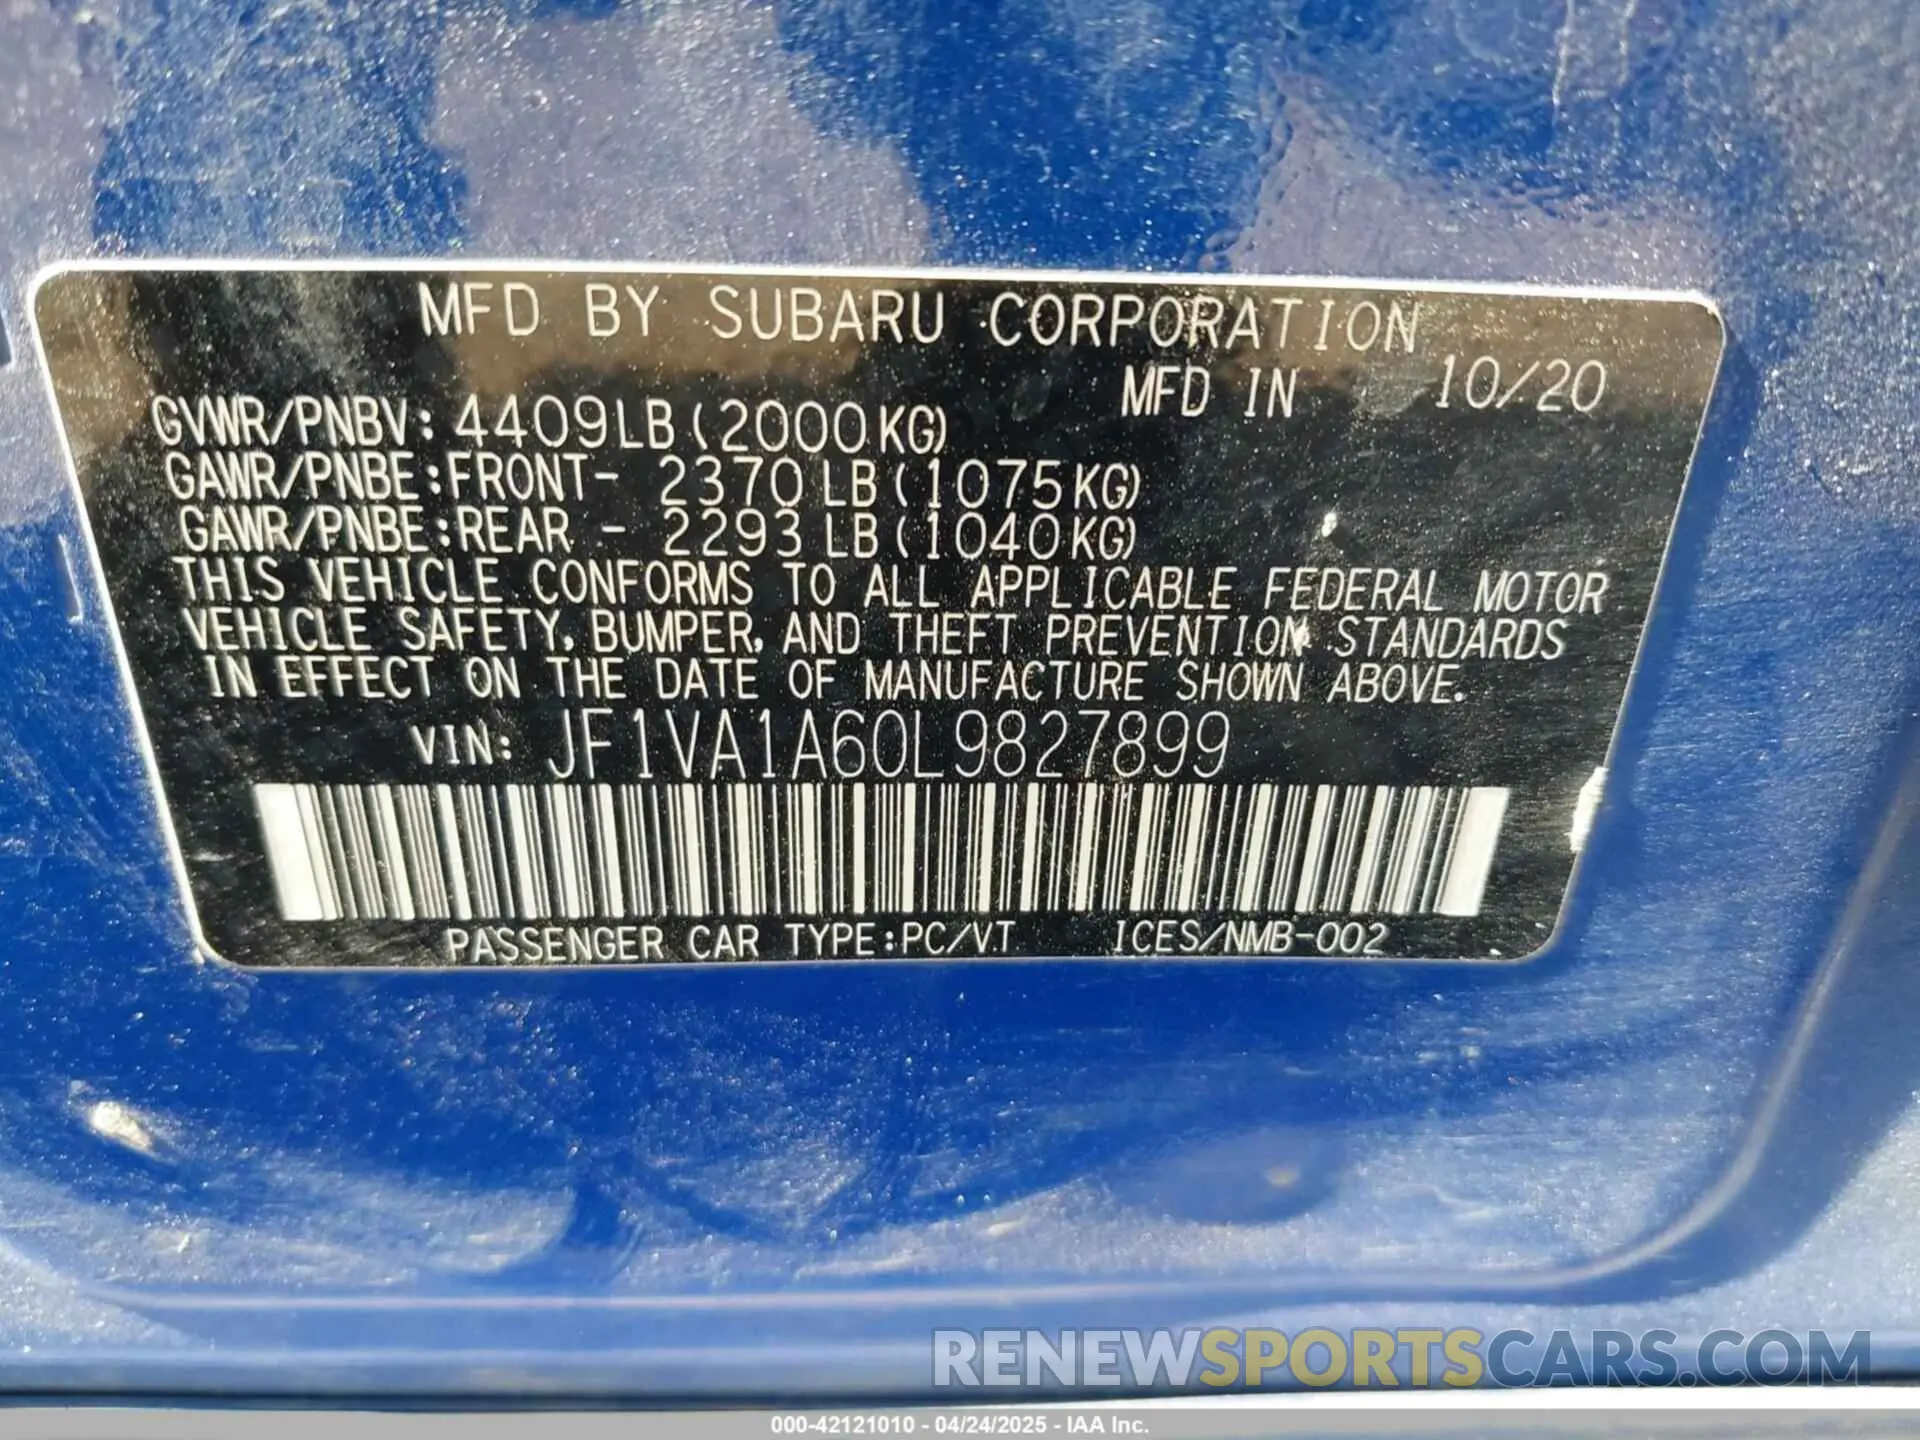 MFD BY SUBARU CORPORATION
MFD IN 10/20
GVWR/PNBV: 4409LB(2000KG)
GAWR/PNBE:FRONT- 2370LB(1075KG)
GAWR/PNBE:REAR - 2293LB(1040KG)
THIS VEHICLE CONFORMS TO ALL APPLICABLE FEDERAL MOTOR
VEHICLE SAFETY, BUMPER, AND THEFT PREVENTION STANDARDS
IN EFFECT ON THE DATE OF MANUFACTURE SHOWN ABOVE.
VIN: JF1VA1A60L9827899
PASSENGER CAR TYPE:PC/VT ICES/NMB-002
RENEWSPORTSCARS.COM
000-42121010 - 04/24/2025 - IAA Inc.